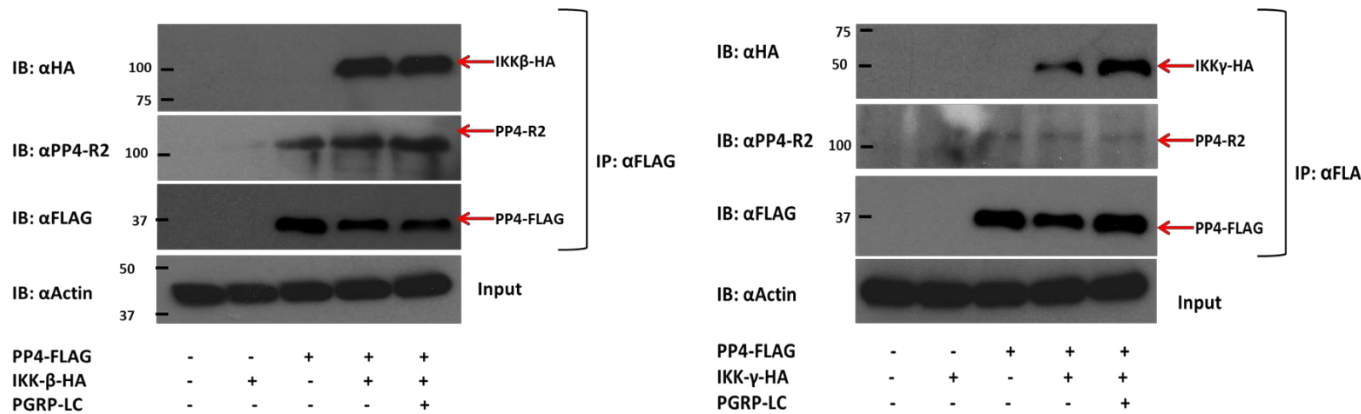 IB: αHA
100
75
IKKβ-HA
IB: αPP4-R2
100
PP4-R2
IP: αFLAG
IB: αFLAG
37
PP4-FLAG
IB: αActin
50
37
Input
PP4-FLAG - - + + +
IKK-β-HA - + - + +
PGRP-LC +
IB: αHA
75
50
IKKγ-HA
IB: αPP4-R2
100
PP4-R2
IP: αFLA
IB: αFLAG
37
PP4-FLAG
IB: αActin
Input
PP4-FLAG - - + + +
IKK-γ-HA - + - + +
PGRP-LC +